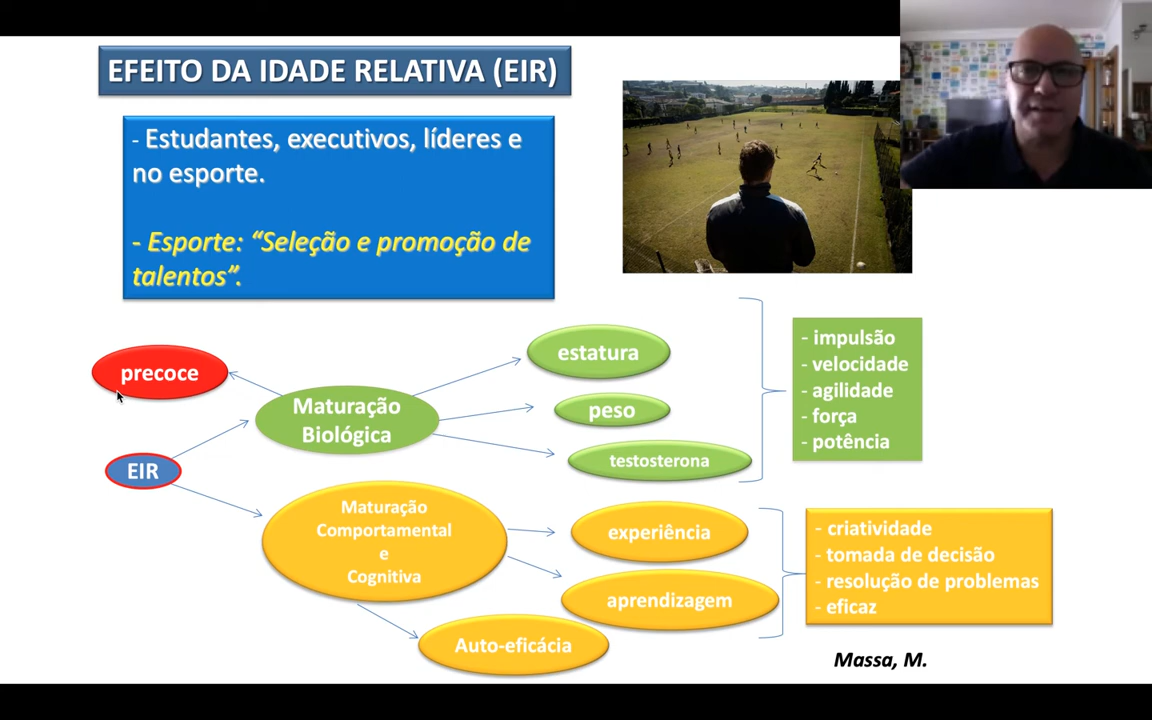 EFEITO DA IDADE RELATIVA (EIR)
- Estudantes, executivos, líderes e
no esporte.
- Esporte: “Seleção e promoção de
talentos”.
precoce
Maturação
Biológica
EIR
estatura
peso
testosterona
- impulsão
- velocidade
- agilidade
- força
- potência
Maturação
Comportamental
e
Cognitiva
experiência
aprendizagem
Auto-eficácia
- criatividade
- tomada de decisão
- resolução de problemas
- eficaz
Massa, M.